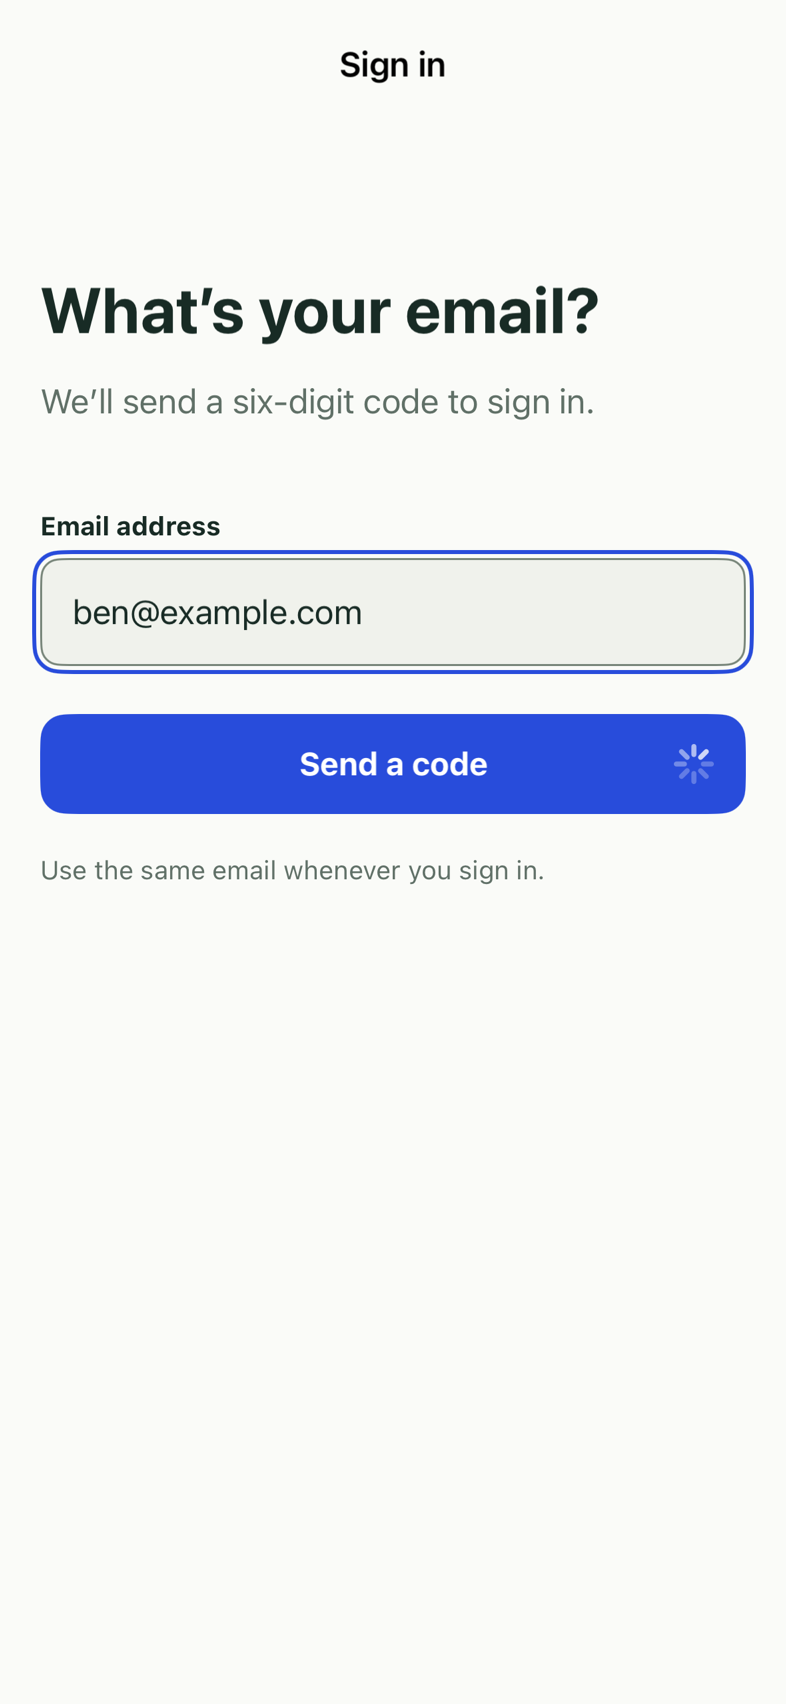 Sign in
What’s your email?
We’ll send a six-digit code to sign in.
Email address
ben@example.com
Send a code
Use the same email whenever you sign in.